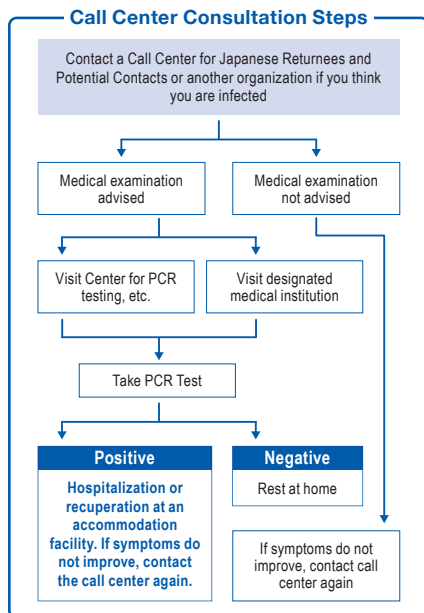 Call Center Consultation Steps
Contact a Call Center for Japanese Returnees and
Potential Contacts or another organization if you think
you are infected
Medical examination
advised
Medical examination
not advised
Visit Center for PCR
testing, etc.
Visit designated
medical institution
Take PCR Test
Positive
Hospitalization or
recuperation at an
accommodation
facility. If symptoms do
not improve, contact
the call center again.
Negative
Rest at home
If symptoms do not
improve, contact call
center again